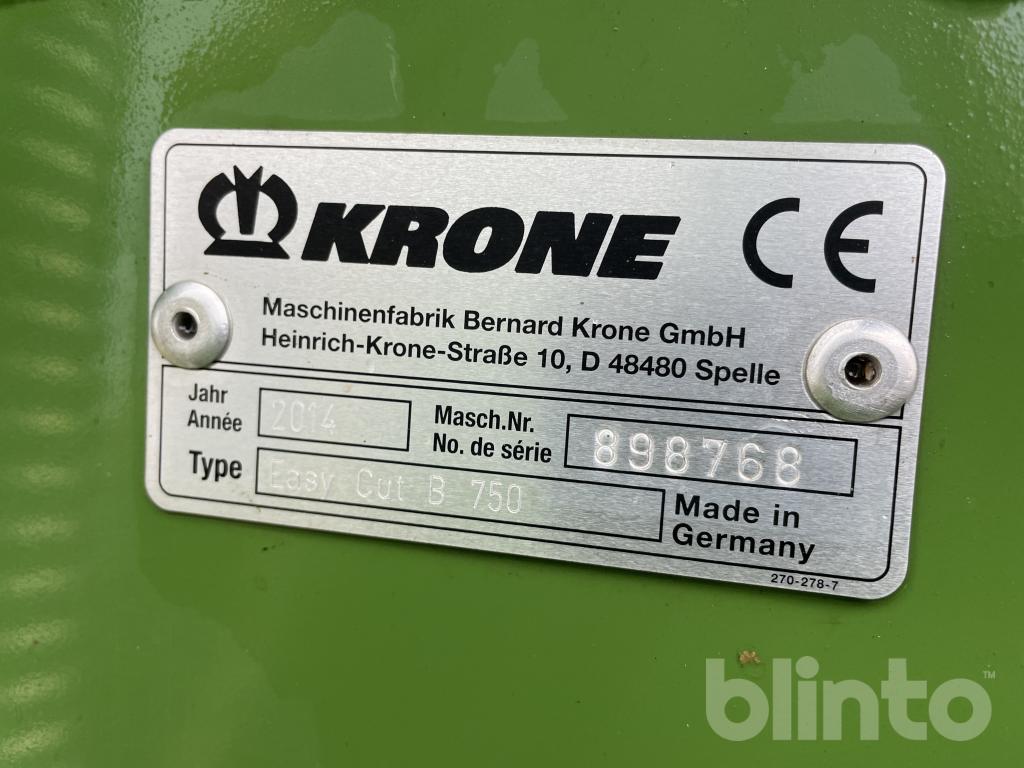 KRONE CE
Maschinenfabrik Bernard Krone GmbH
Heinrich-Krone-Straße 10, D 48480 Spelle
Jahr
Année
2014
Masch.Nr.
No. de série
898768
Type
Easy Cut B 750
Made in
Germany
270-278-7
blinto™